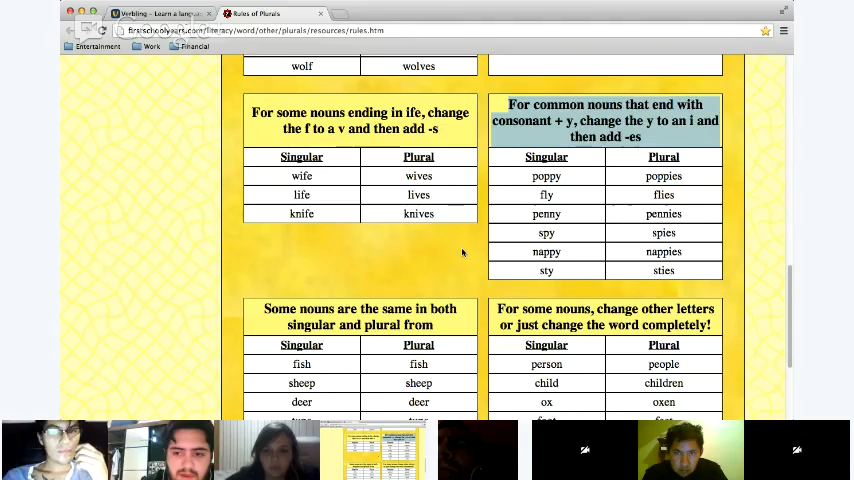 Verbling – Learn a langua
Rules of Plurals
firstschoolyears.com/literacy/word/other/plurals/resources/rules.htm
Entertainment
Work
Financial
wolf wolves
For some nouns ending in ife, change
the f to a v and then add -s
Singular Plural
wife wives
life lives
knife knives
For common nouns that end with
consonant + y, change the y to an i and
then add -es
Singular Plural
poppy poppies
fly flies
penny pennies
spy spies
nappy nappies
sty sties
Some nouns are the same in both
singular and plural from
Singular Plural
fish fish
sheep sheep
deer deer
For some nouns, change other letters
or just change the word completely!
Singular Plural
person people
child children
ox oxen